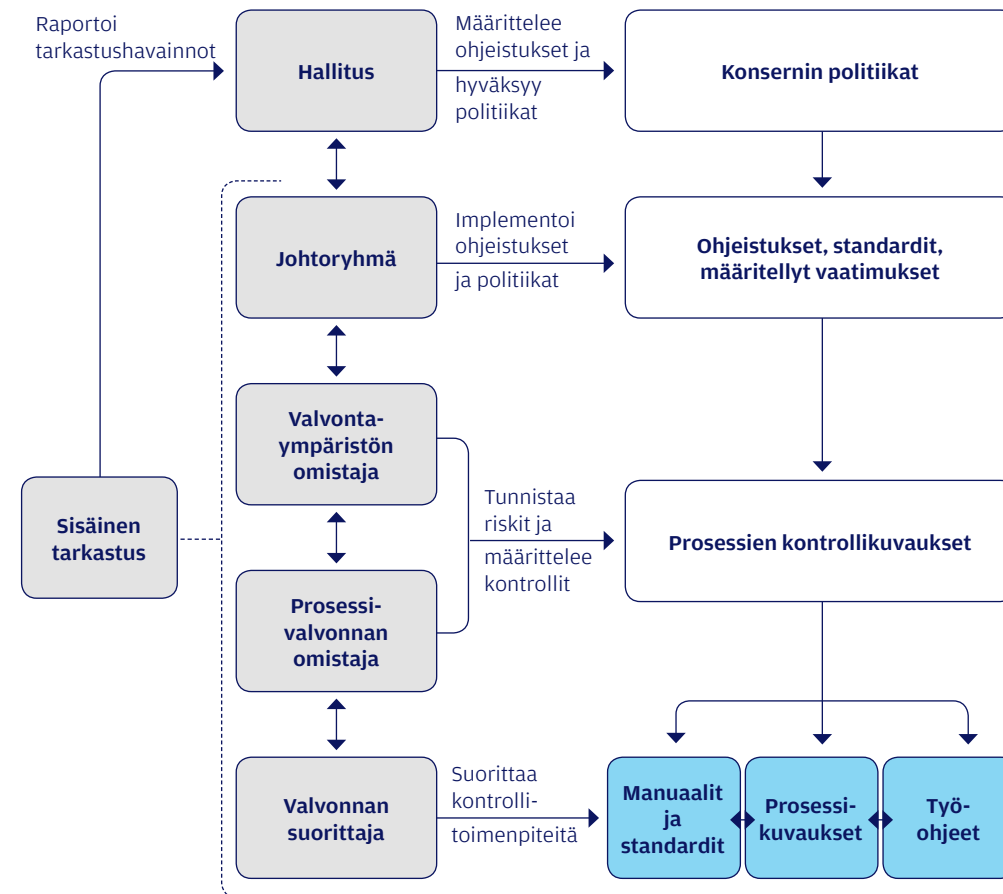 Raportoi
tarkastushavainnot
Hallitus
Määrittelee
ohjeistukset ja
hyväksyy
politiikat
Konsernin politiikat
Johtoryhmä
Implementoi
ohjeistukset
ja politiikat
Ohjeistukset, standardit,
määritellyt vaatimukset
Valvonta-
ympäristön
omistaja
Sisäinen
tarkastus
Tunnistaa
riskit ja
määrittelee
kontrollit
Prosessien kontrollikuvaukset
Prosessi-
valvonnan
omistaja
Valvonnan
suorittaja
Suorittaa
kontrolli-
toimenpiteitä
Manuaalit
ja
standardit
Prosessi-
kuvaukset
Työ-
ohjeet